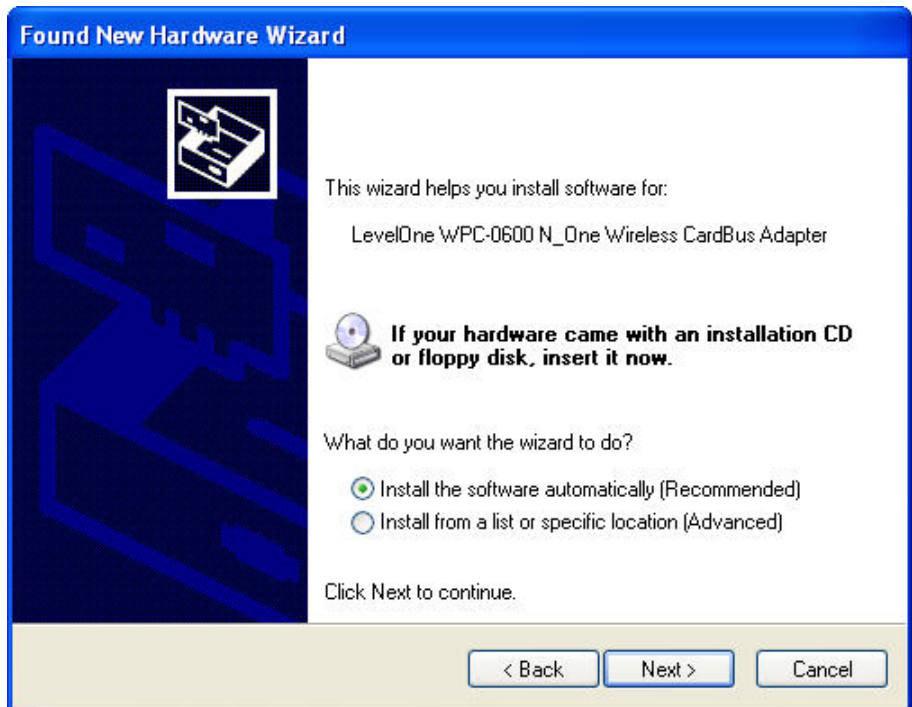 Found New Hardware Wizard
This wizard helps you install software for:
LevelOne WPC-0600 N_One Wireless CardBus Adapter
If your hardware came with an installation CD
or floppy disk, insert it now.
What do you want the wizard to do?
Install the software automatically (Recommended)
Install from a list or specific location (Advanced)
Click Next to continue.
< Back Next > Cancel